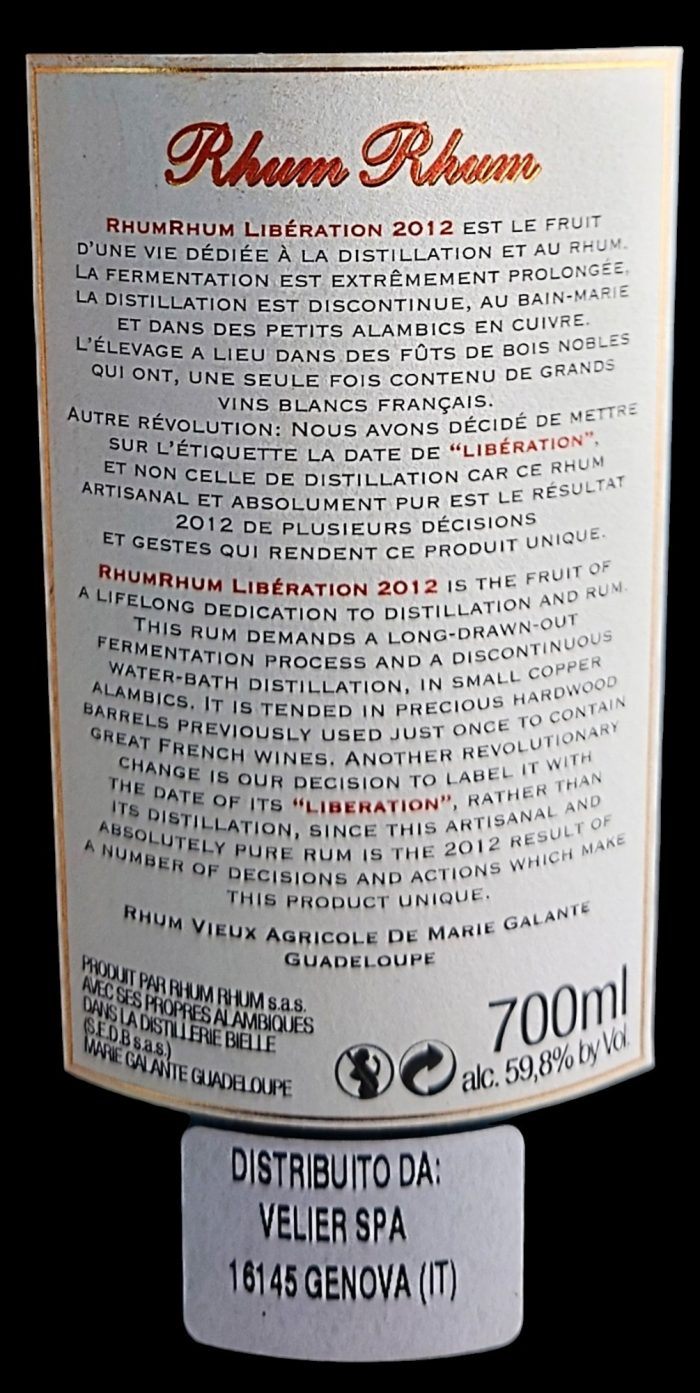 Rhum Rhum
RhumRhum Libération 2012 est le fruit
d'une vie dédiée à la distillation et au rhum.
La fermentation est extrêmement prolongée,
la distillation est discontinue, au bain-marie
et dans des petits alambics en cuivre.
L'élevage a lieu dans des fûts de bois nobles
qui ont, une seule fois contenu de grands
vins blancs français.
Autre révolution: Nous avons décidé de mettre
sur l'étiquette la date de "libération",
et non celle de distillation car ce rhum
artisanal et absolument pur est le résultat
2012 de plusieurs décisions
et gestes qui rendent ce produit unique.
RhumRhum Libération 2012 is the fruit of
a lifelong dedication to distillation and rum.
This rum demands a long-drawn-out
fermentation process and a discontinuous
water-bath distillation, in small copper
alambics. It is tended in precious hardwood
barrels previously used just once to contain
great French wines. Another revolutionary
change is our decision to label it with
the date of its "liberation", rather than
its distillation, since this artisanal and
absolutely pure rum is the 2012 result of
a number of decisions and actions which make
this product unique.
Rhum Vieux Agricole De Marie Galante
Guadeloupe
PRODUIT PAR RHUM RHUM s.a.s.
AVEC SES PROPRES ALAMBIQUES
DANS LA DISTILLERIE BIELLE
(S.E.D.B s.a.s.)
MARIE GALANTE GUADELOUPE
700ml
alc. 59,8% by Vol.
DISTRIBUITO DA:
VELIER SPA
16145 GENOVA (IT)